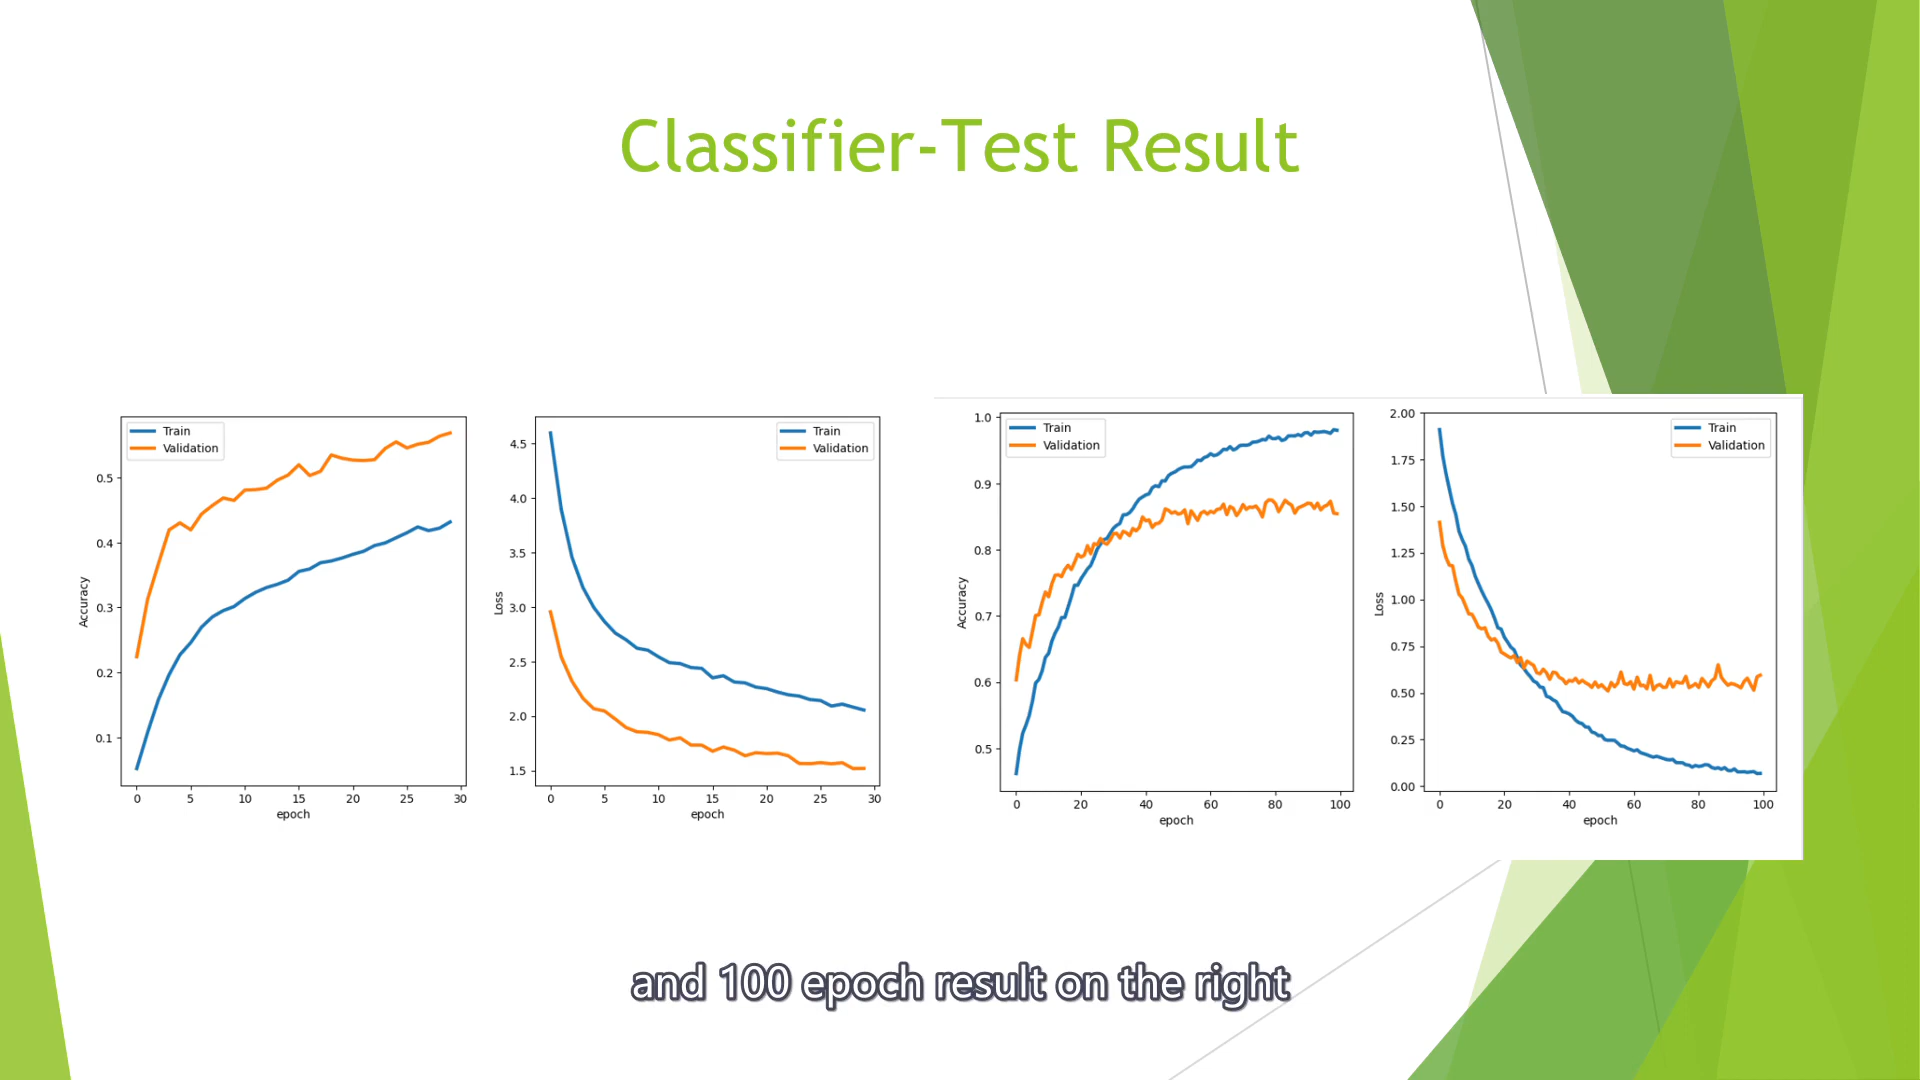 Classifier-Test Result
Train
Validation
Accuracy
0.5
0.4
0.3
0.2
0.1
0 5 10 15 20 25 30
epoch
Train
Validation
Loss
4.5
4.0
3.5
3.0
2.5
2.0
1.5
0 5 10 15 20 25 30
epoch
Train
Validation
Accuracy
1.0
0.9
0.8
0.7
0.6
0.5
0 20 40 60 80 100
epoch
Train
Validation
Loss
2.00
1.75
1.50
1.25
1.00
0.75
0.50
0.25
0.00
0 20 40 60 80 100
epoch
and 100 epoch result on the right